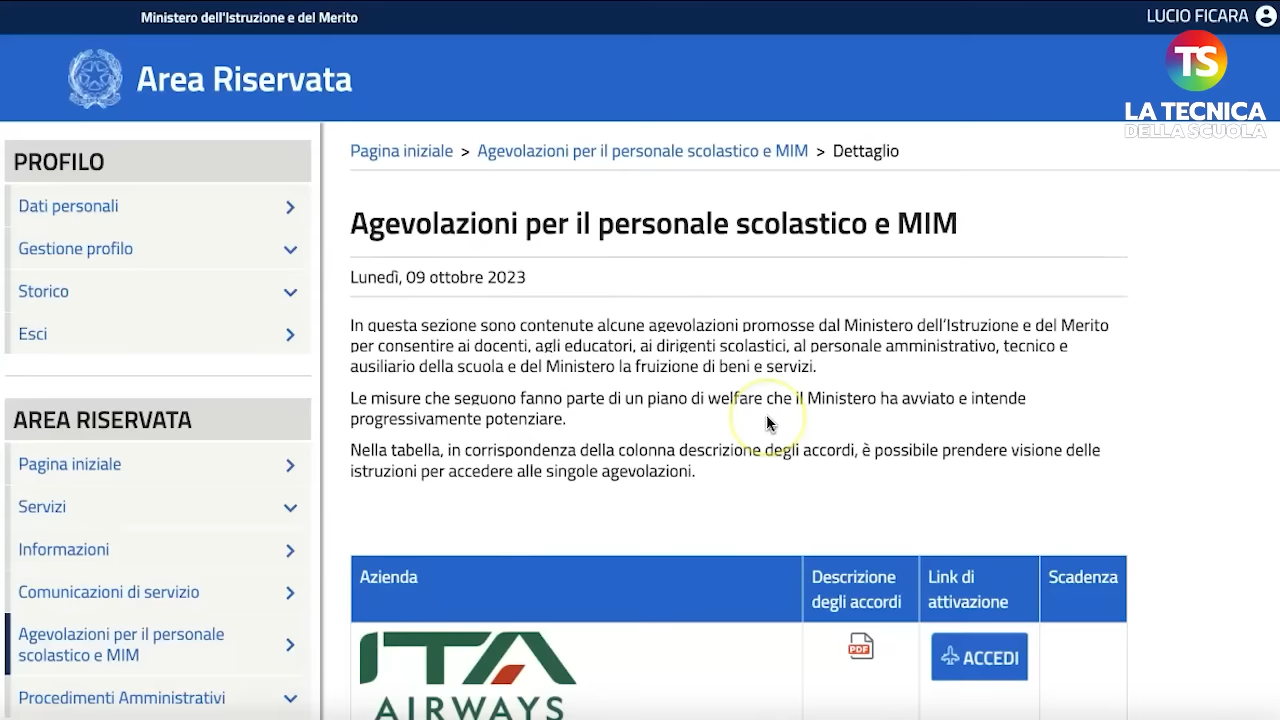 Ministero dell'Istruzione e del Merito
LUCIO FICARA
Area Riservata
TS
LA TECNICA
DELLA SCUOLA
PROFILO
Dati personali
Gestione profilo
Storico
Esci
AREA RISERVATA
Pagina iniziale
Servizi
Informazioni
Comunicazioni di servizio
Agevolazioni per il personale
scolastico e MIM
Procedimenti Amministrativi
Pagina iniziale > Agevolazioni per il personale scolastico e MIM > Dettaglio
Agevolazioni per il personale scolastico e MIM
Lunedì, 09 ottobre 2023
In questa sezione sono contenute alcune agevolazioni promosse dal Ministero dell'Istruzione e del Merito
per consentire ai docenti, agli educatori, ai dirigenti scolastici, al personale amministrativo, tecnico e
ausiliario della scuola e del Ministero la fruizione di beni e servizi.
Le misure che seguono fanno parte di un piano di welfare che il Ministero ha avviato e intende
progressivamente potenziare.
Nella tabella, in corrispondenza della colonna descrizione degli accordi, è possibile prendere visione delle
istruzioni per accedere alle singole agevolazioni.
Azienda
Descrizione
degli accordi
Link di
attivazione
Scadenza
ITA
AIRWAYS
PDF
ACCEDI